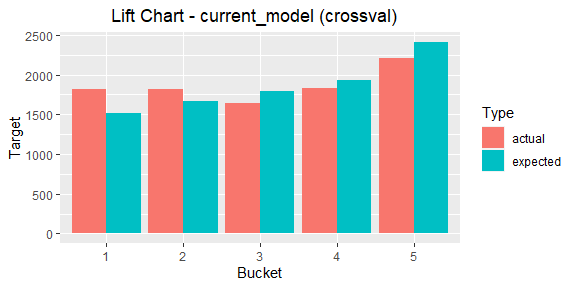 Lift Chart - current_model (crossval)
2500
2000
1500
1000
500
0
Target
1 2 3 4 5
Bucket
Type
actual
expected